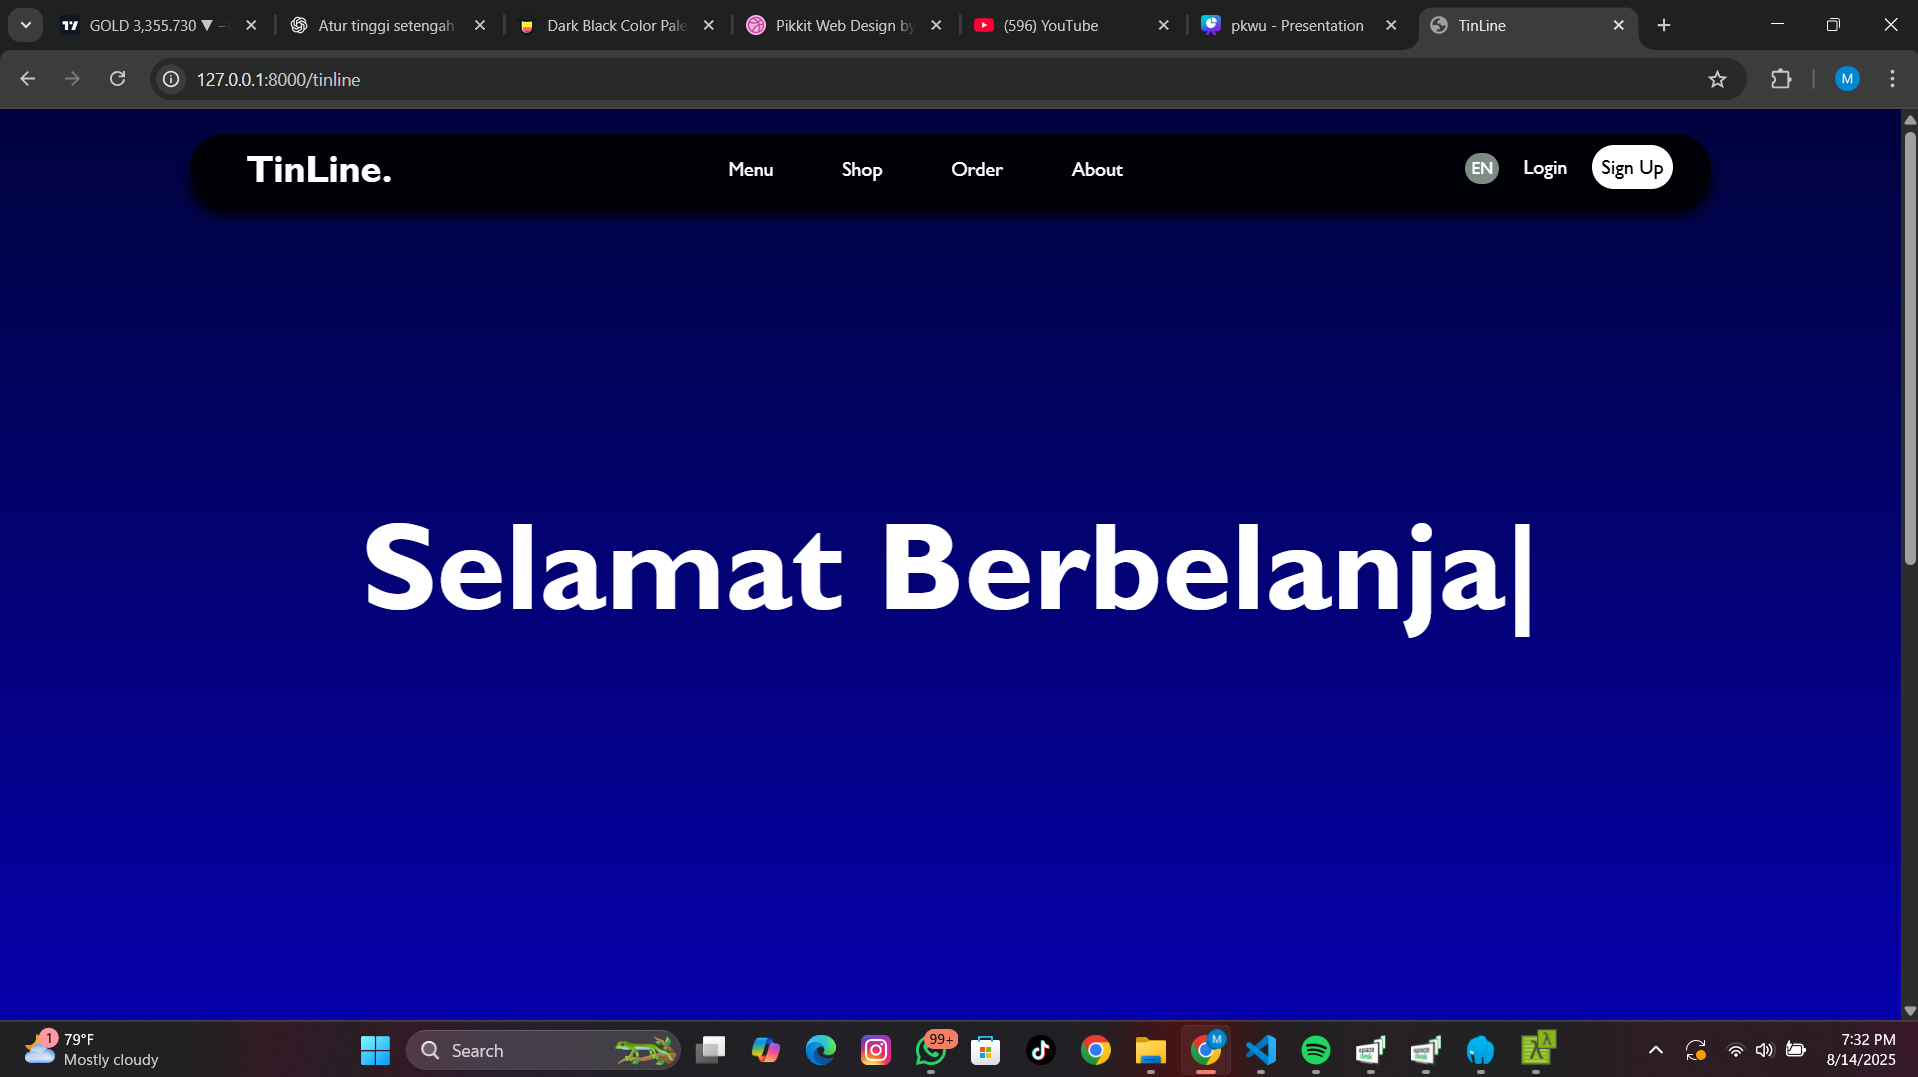 GOLD 3,355.730 ▼ −
Atur tinggi setengah
Dark Black Color Pale
Pikkit Web Design by
(596) YouTube
pkwu - Presentation
TinLine
127.0.0.1:8000/tinline
M
TinLine.
Menu
Shop
Order
About
EN
Login
Sign Up
Selamat Berbelanja|
1
79°F
Mostly cloudy
Search
99+
M
7:32 PM
8/14/2025